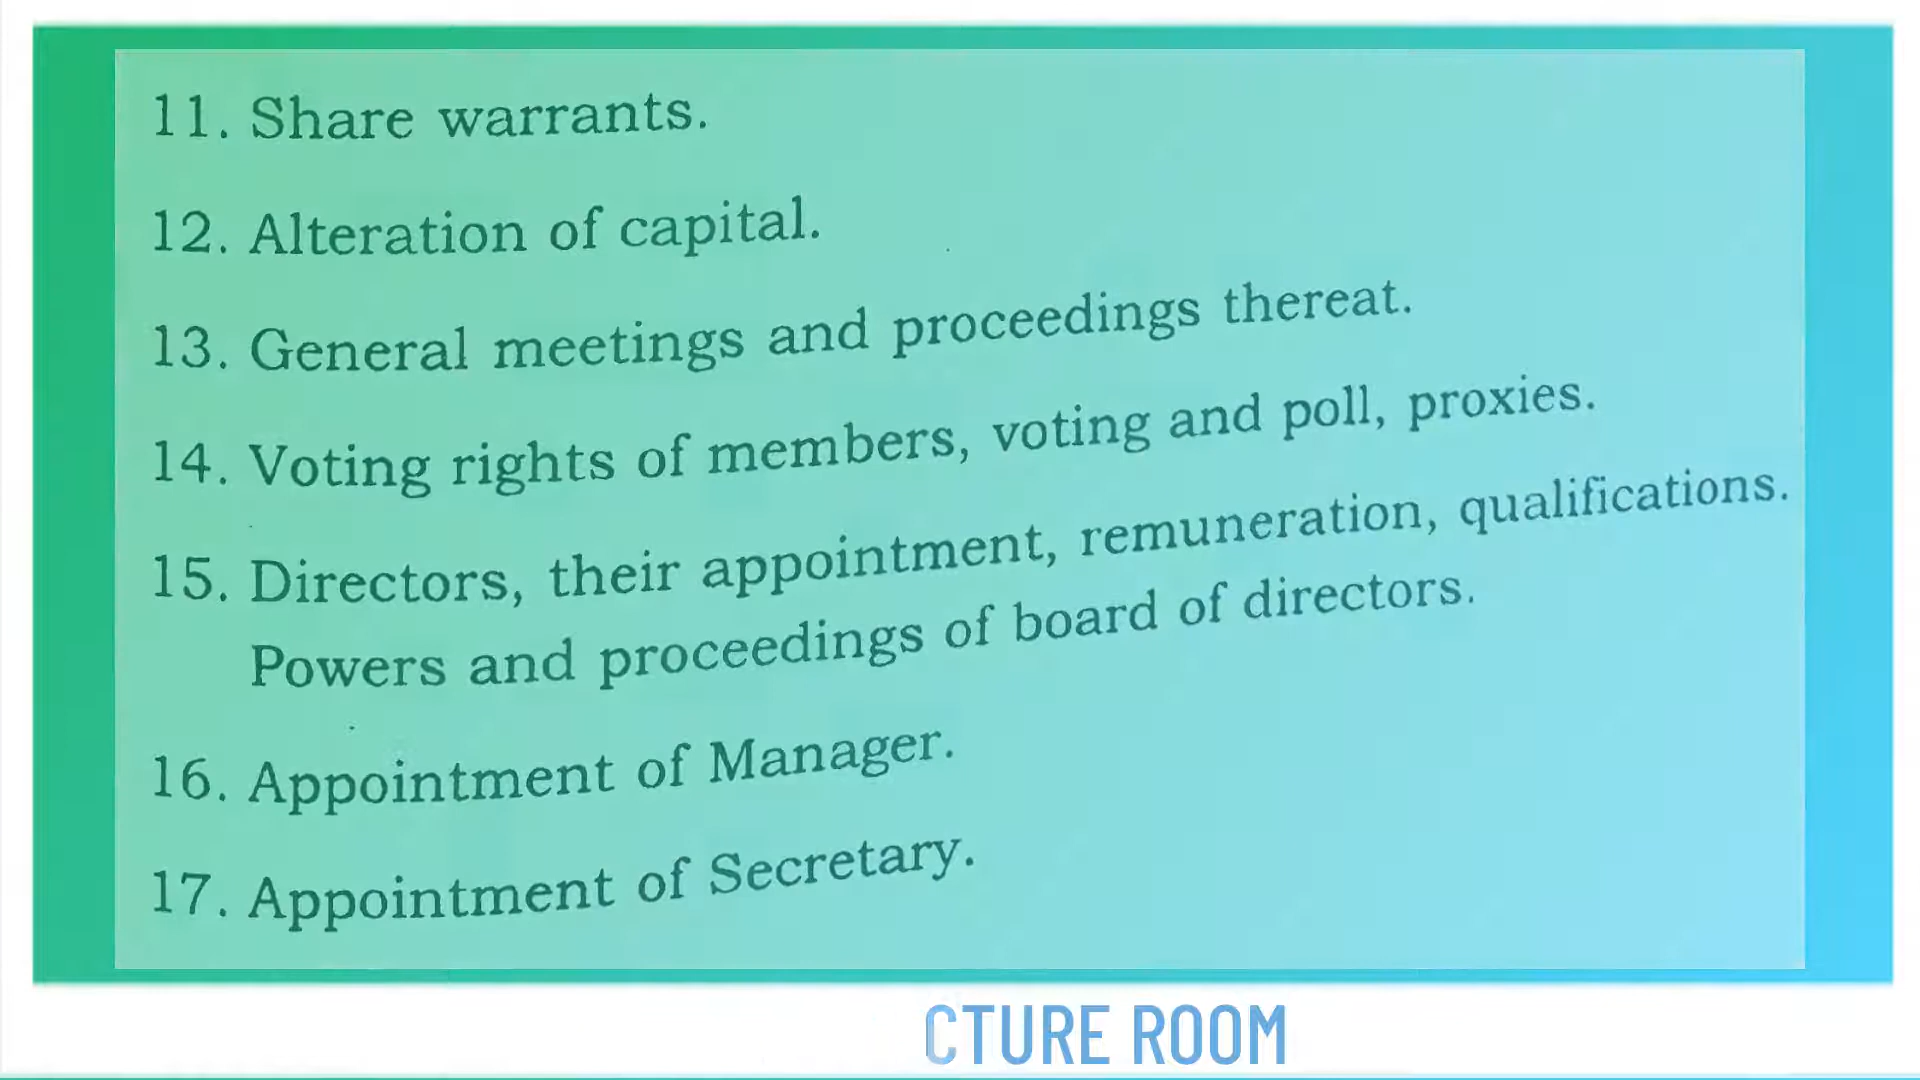 11. Share warrants.
12. Alteration of capital.
13. General meetings and proceedings thereat.
14. Voting rights of members, voting and poll, proxies.
15. Directors, their appointment, remuneration, qualifications.
Powers and proceedings of board of directors.
16. Appointment of Manager.
17. Appointment of Secretary.
CTURE ROOM